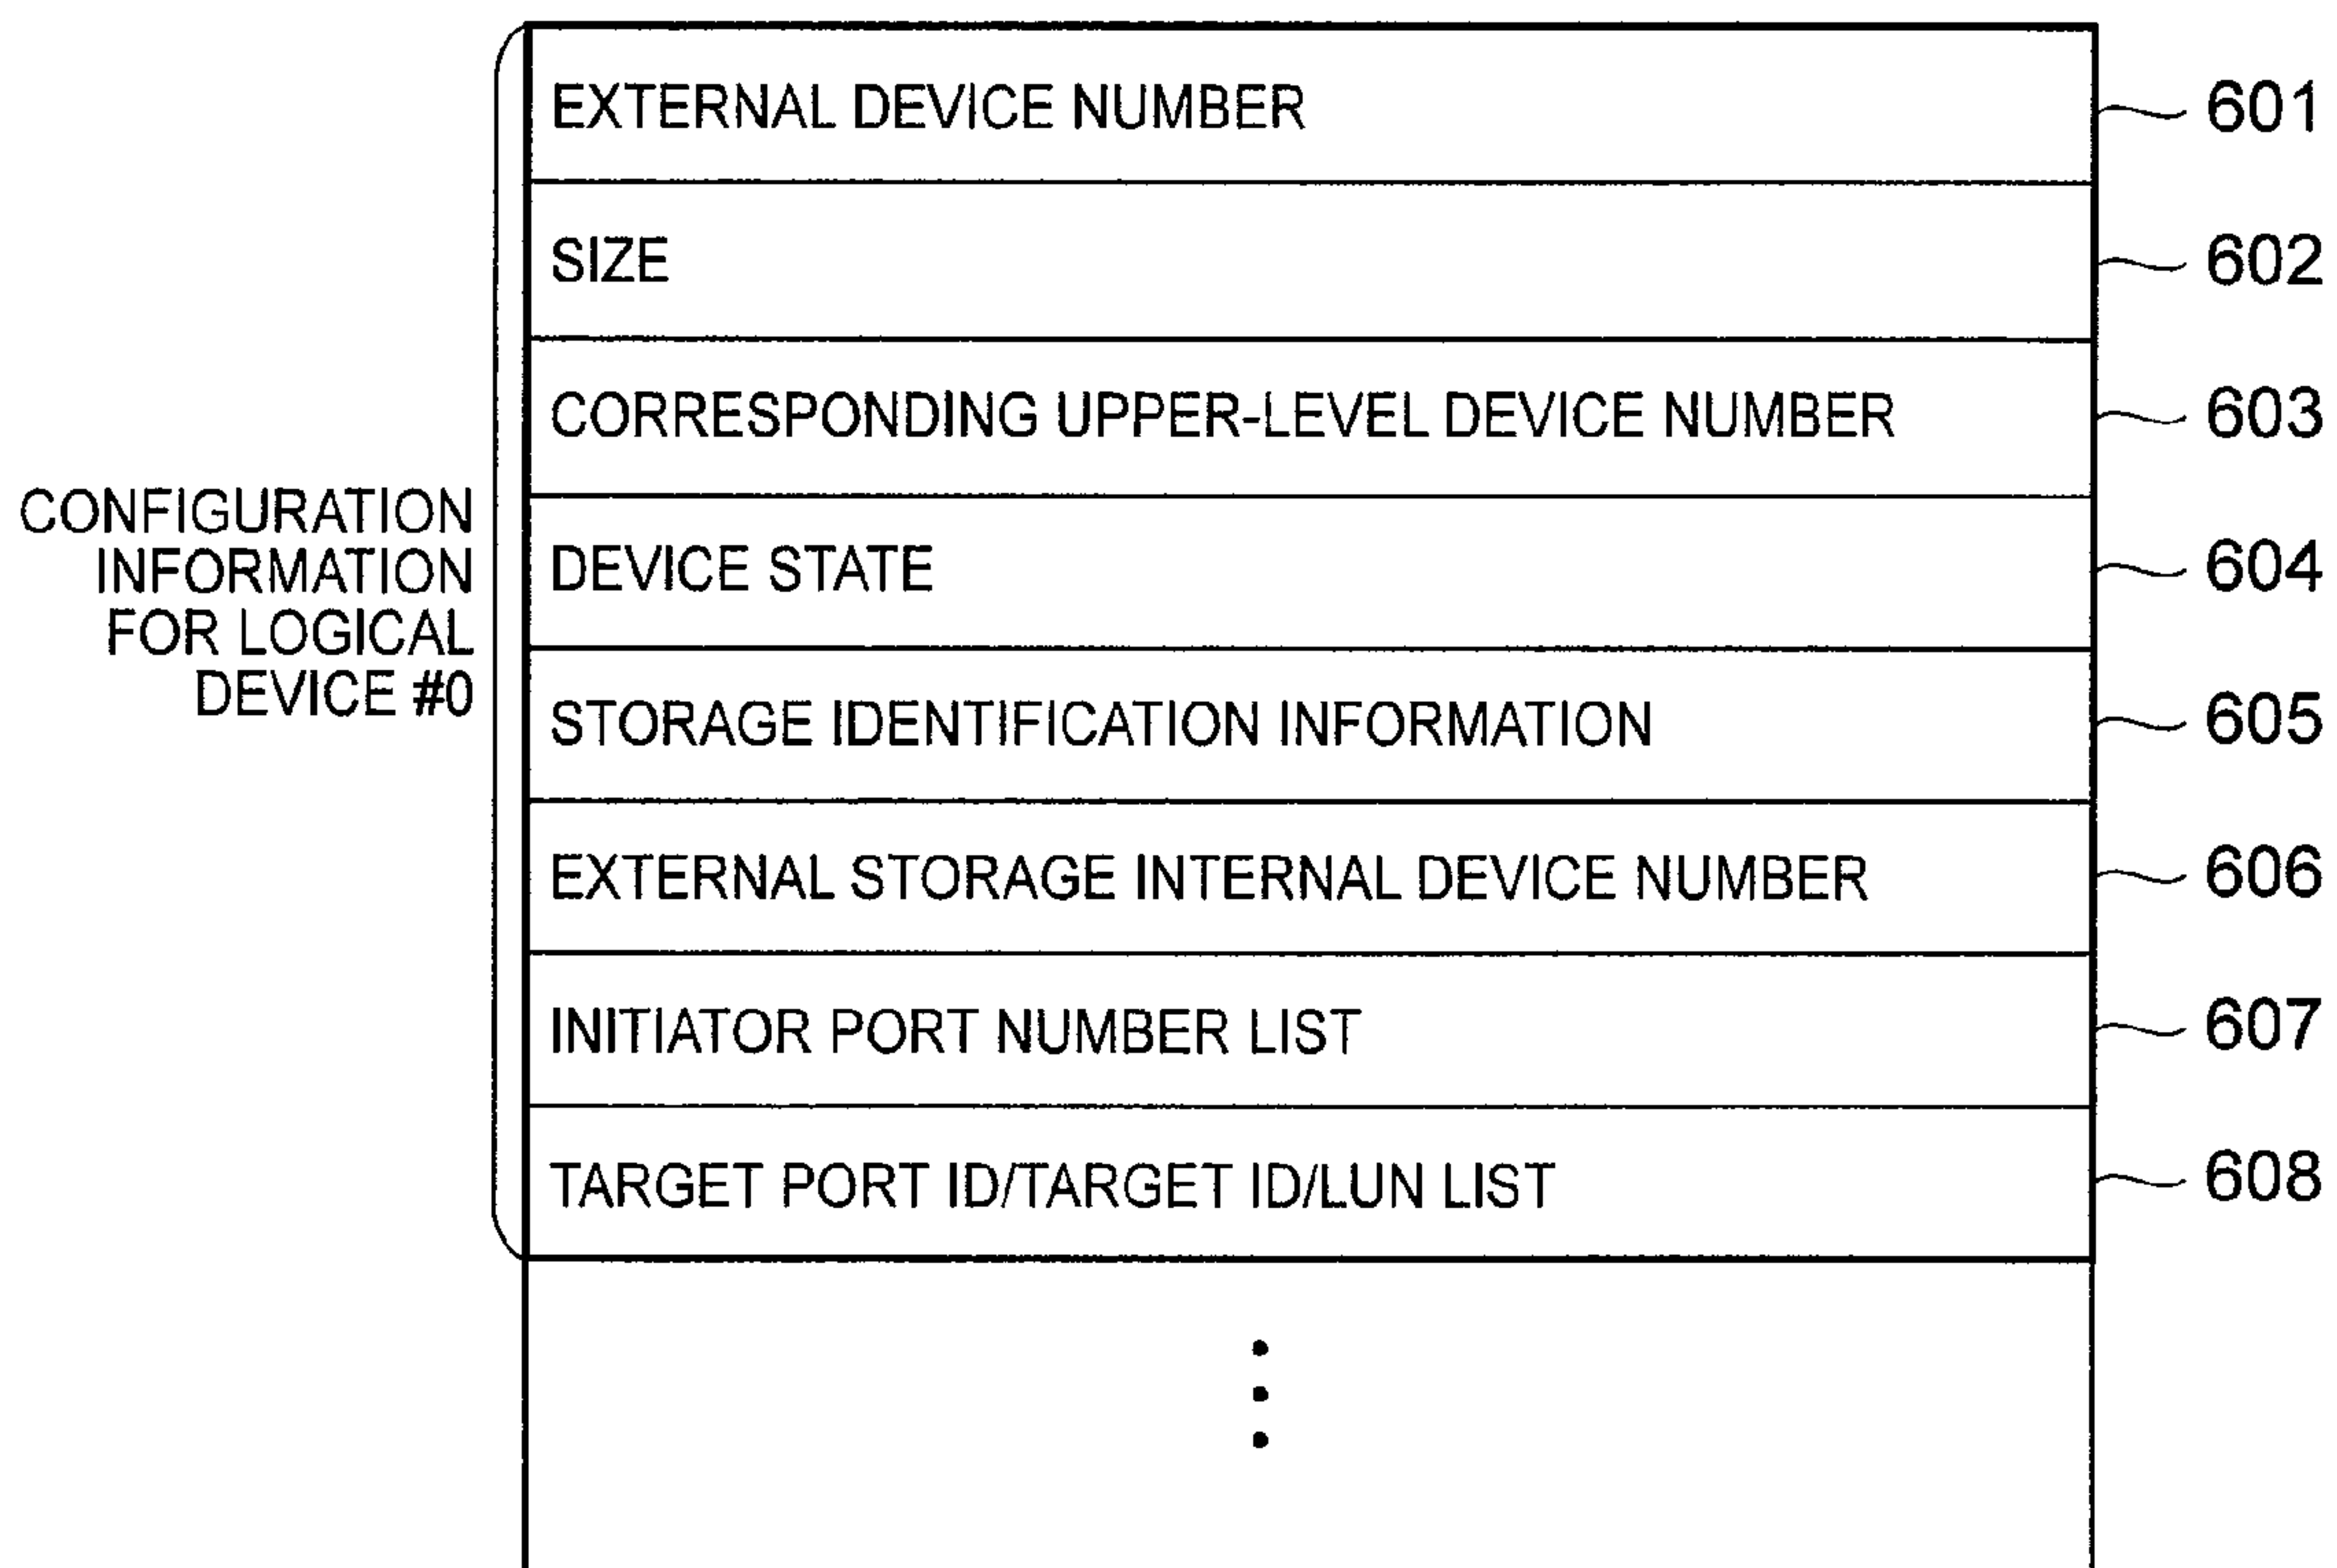 EXTERNAL DEVICE NUMBER 601
SIZE 602
CORRESPONDING UPPER-LEVEL DEVICE NUMBER 603
DEVICE STATE 604
STORAGE IDENTIFICATION INFORMATION 605
EXTERNAL STORAGE INTERNAL DEVICE NUMBER 606
INITIATOR PORT NUMBER LIST 607
TARGET PORT ID/TARGET ID/LUN LIST 608
CONFIGURATION
INFORMATION
FOR LOGICAL
DEVICE #0